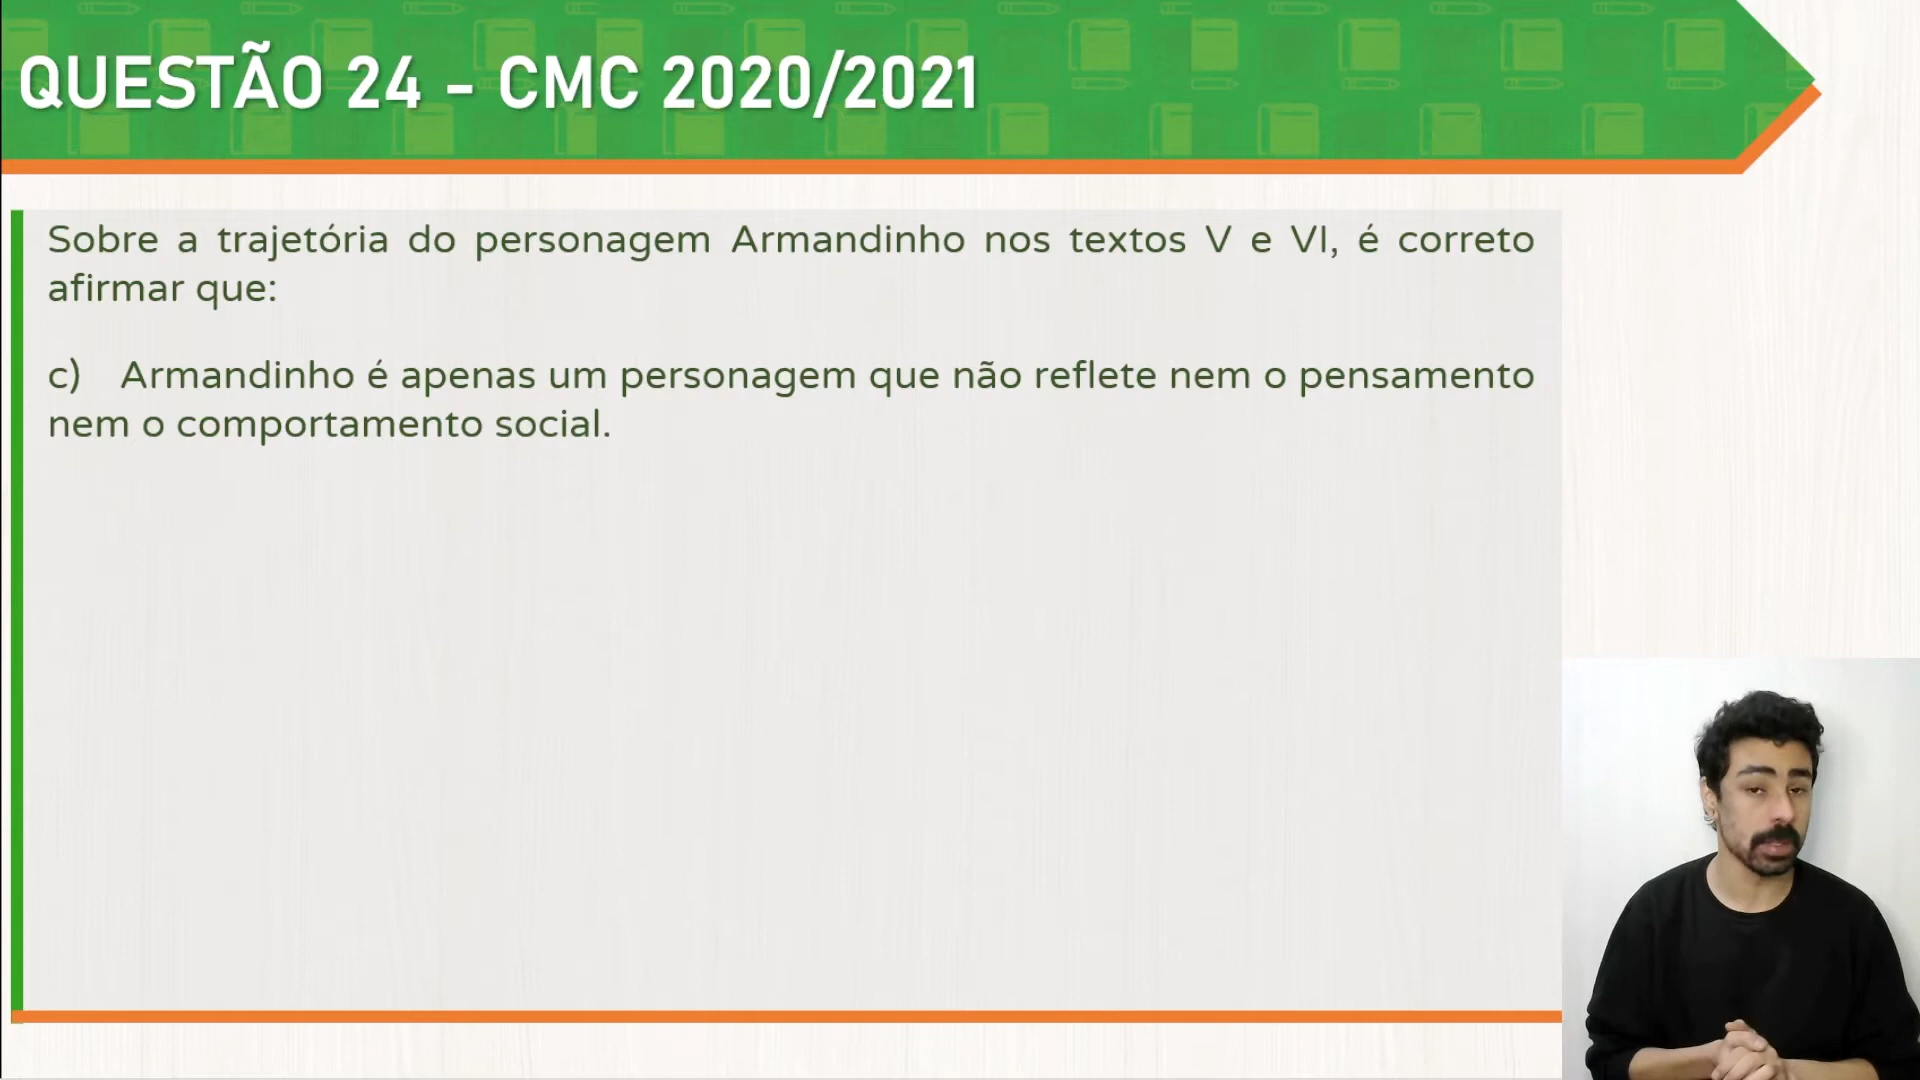 QUESTÃO 24 - CMC 2020/2021
Sobre a trajetória do personagem Armandinho nos textos V e VI, é correto
afirmar que:
c) Armandinho é apenas um personagem que não reflete nem o pensamento
nem o comportamento social.